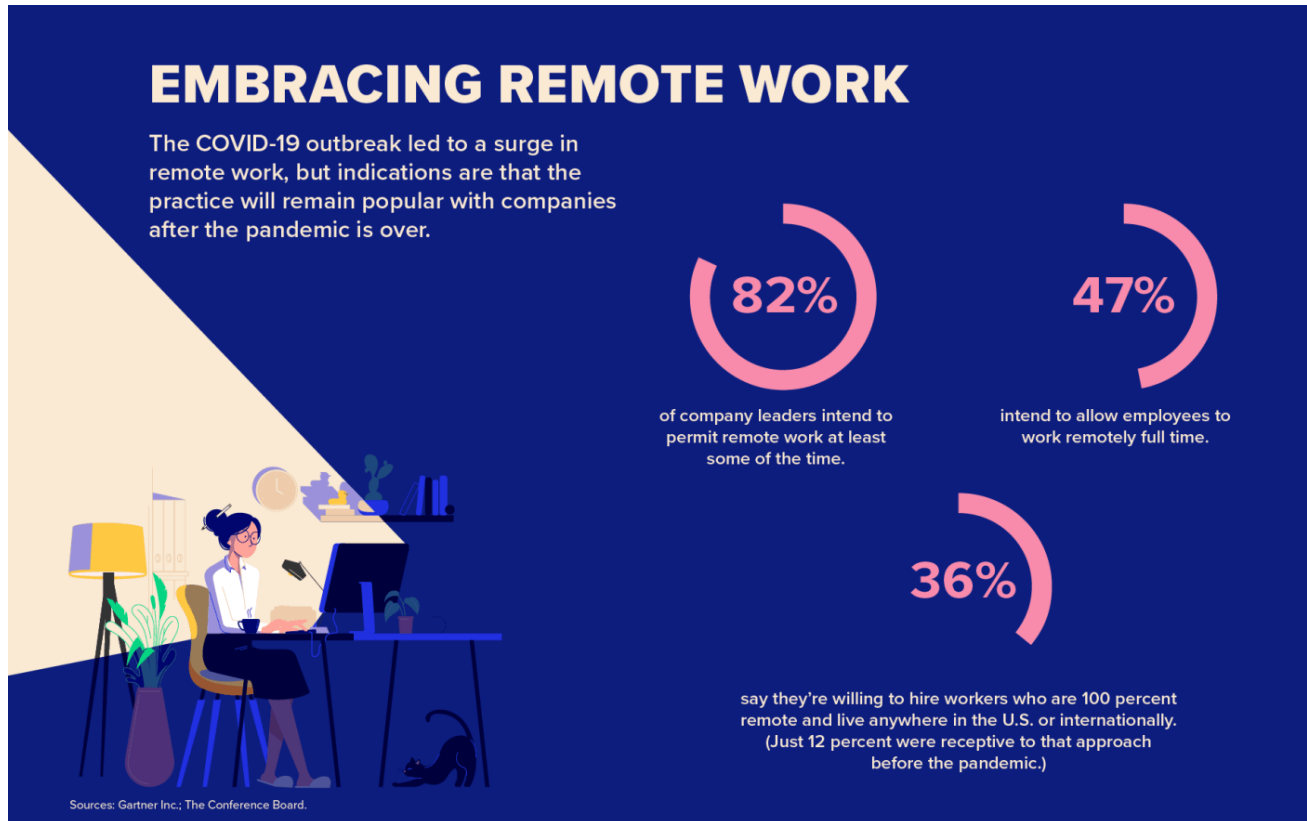 EMBRACING REMOTE WORK
The COVID-19 outbreak led to a surge in
remote work, but indications are that the
practice will remain popular with companies
after the pandemic is over.
82%
of company leaders intend to
permit remote work at least
some of the time.
47%
intend to allow employees to
work remotely full time.
36%
say they’re willing to hire workers who are 100 percent
remote and live anywhere in the U.S. or internationally.
(Just 12 percent were receptive to that approach
before the pandemic.)
Sources: Gartner Inc.; The Conference Board.